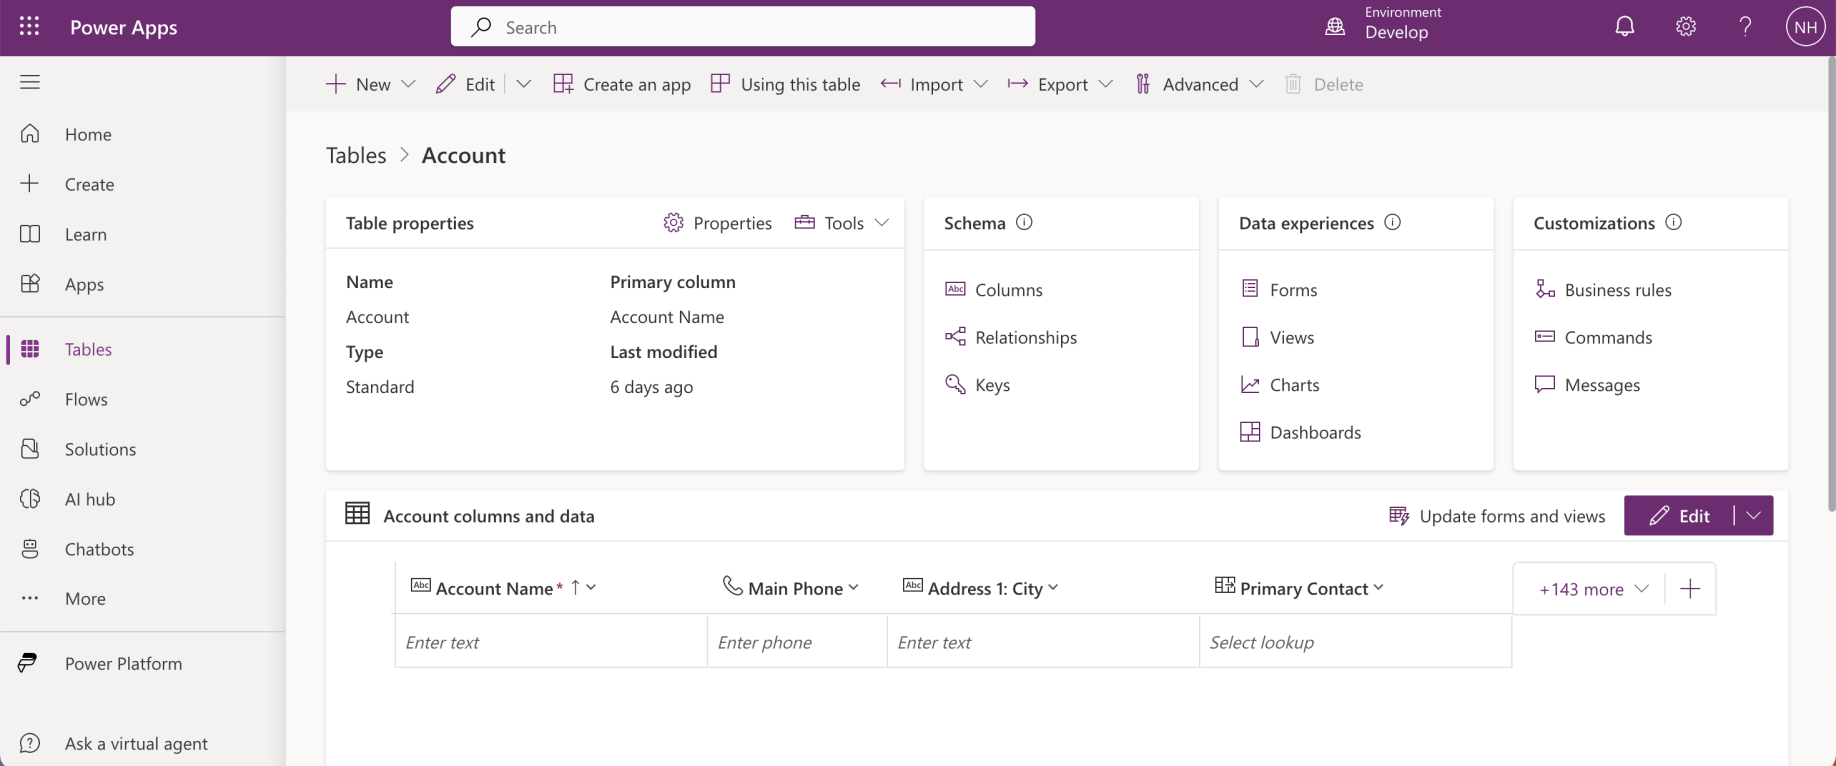 Power Apps
Search
Environment
Develop
NH
New
Edit
Create an app
Using this table
Import
Export
Advanced
Delete
Home
Create
Learn
Apps
Tables
Flows
Solutions
AI hub
Chatbots
More
Power Platform
Ask a virtual agent
Tables > Account
Table properties
Properties
Tools
Name
Primary column
Account
Account Name
Type
Last modified
Standard
6 days ago
Schema
Columns
Relationships
Keys
Data experiences
Forms
Views
Charts
Dashboards
Customizations
Business rules
Commands
Messages
Account columns and data
Update forms and views
Edit
Abc Account Name *
Main Phone
Abc Address 1: City
Primary Contact
+143 more
Enter text
Enter phone
Enter text
Select lookup